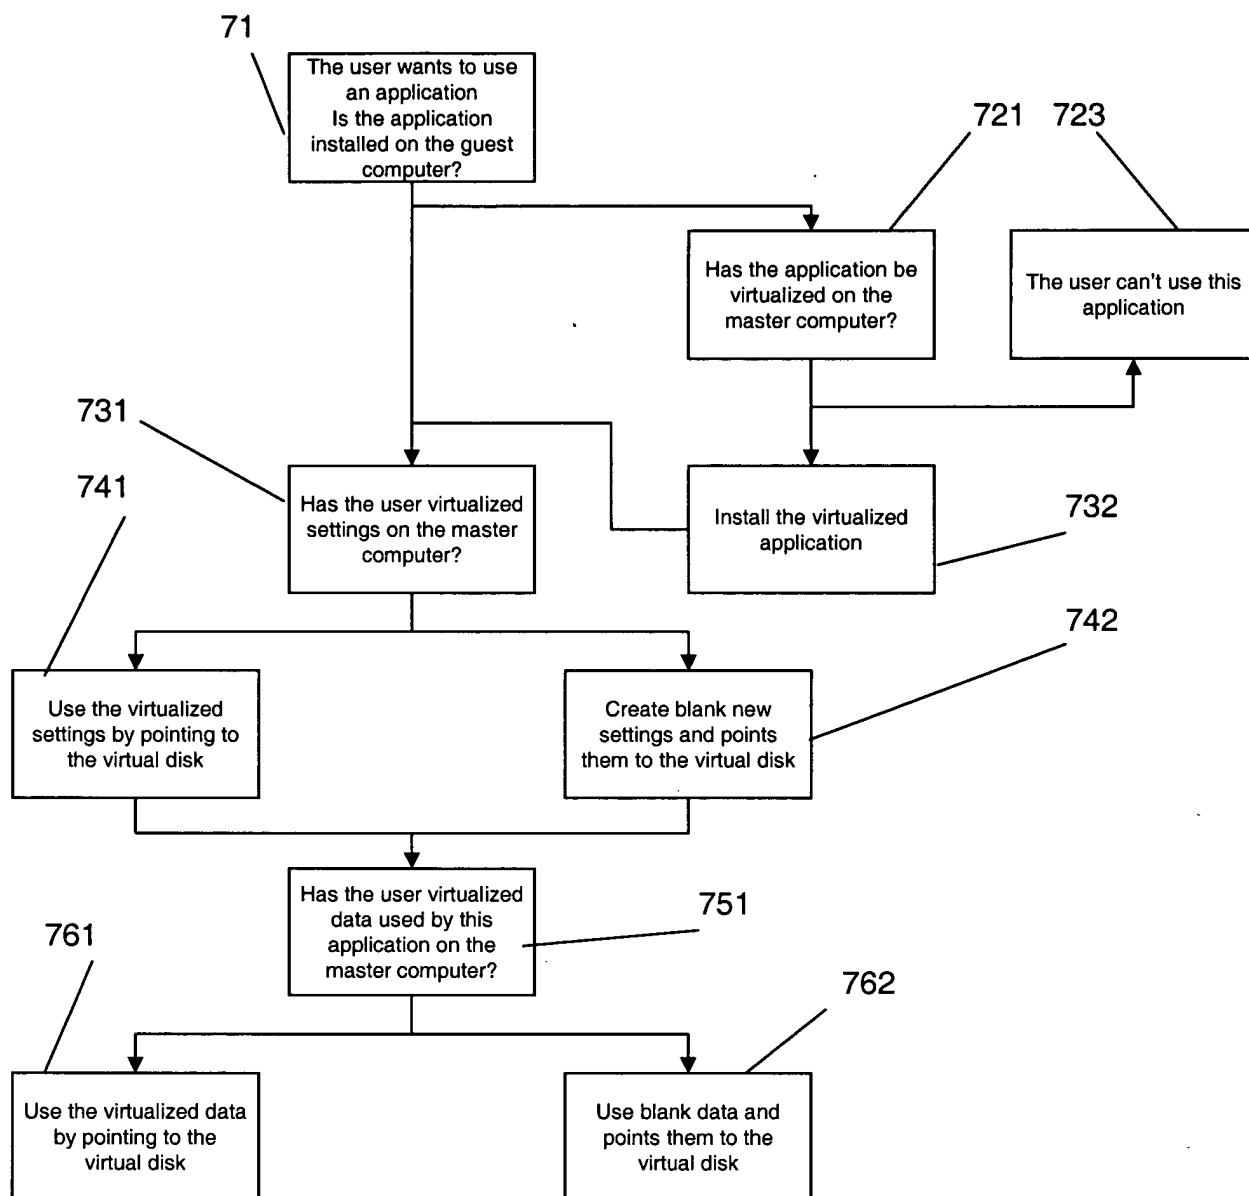 71
The user wants to use
an application
Is the application
installed on the guest
computer?
721
723
Has the application be
virtualized on the
master computer?
The user can't use this
application
731
Has the user virtualized
settings on the master
computer?
Install the virtualized
application
732
741
742
Use the virtualized
settings by pointing to
the virtual disk
Create blank new
settings and points
them to the virtual disk
Has the user virtualized
data used by this
application on the
master computer?
751
761
762
Use the virtualized data
by pointing to the
virtual disk
Use blank data and
points them to the
virtual disk